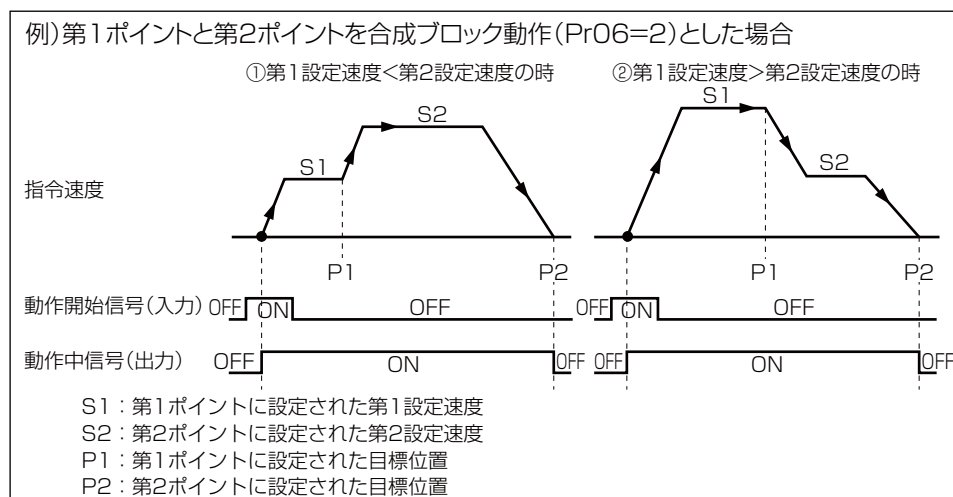 例)第1ポイントと第2ポイントを合成ブロック動作(Pr06=2)とした場合
①第1設定速度<第2設定速度の時
②第1設定速度>第2設定速度の時
指令速度
S1
S2
P1
P2
S1
S2
P1
P2
動作開始信号(入力)
OFF
ON
OFF
OFF
ON
OFF
動作中信号(出力)
OFF
ON
OFF
OFF
ON
OFF
S1:第1ポイントに設定された第1設定速度
S2:第2ポイントに設定された第2設定速度
P1:第1ポイントに設定された目標位置
P2:第2ポイントに設定された目標位置